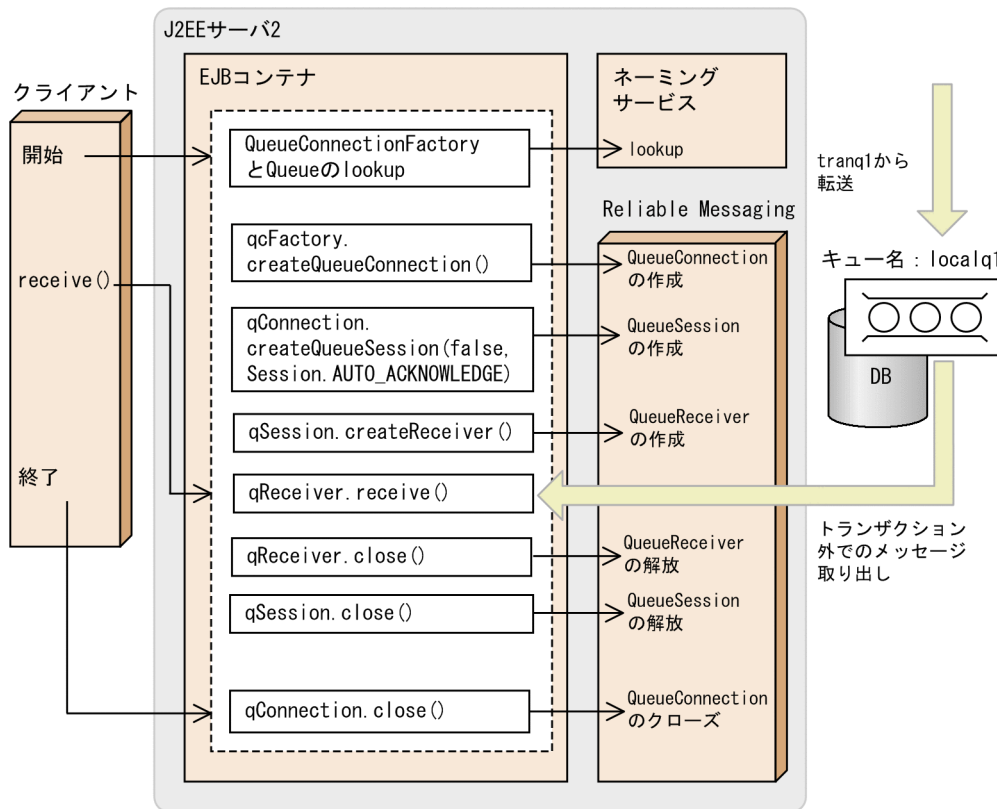 J2EEサーバ2
クライアント
開始
receive()
終了
EJBコンテナ
QueueConnectionFactory
とQueueのlookup
qcFactory.
createQueueConnection()
qConnection.
createQueueSession(false,
Session.AUTO_ACKNOWLEDGE)
qSession.createReceiver()
qReceiver.receive()
qReceiver.close()
qSession.close()
qConnection.close()
ネーミング
サービス
lookup
Reliable Messaging
QueueConnection
の作成
QueueSession
の作成
QueueReceiver
の作成
QueueReceiver
の解放
QueueSession
の解放
QueueConnection
のクローズ
tranq1から
転送
キュー名：localq1
DB
トランザクション
外でのメッセージ
取り出し